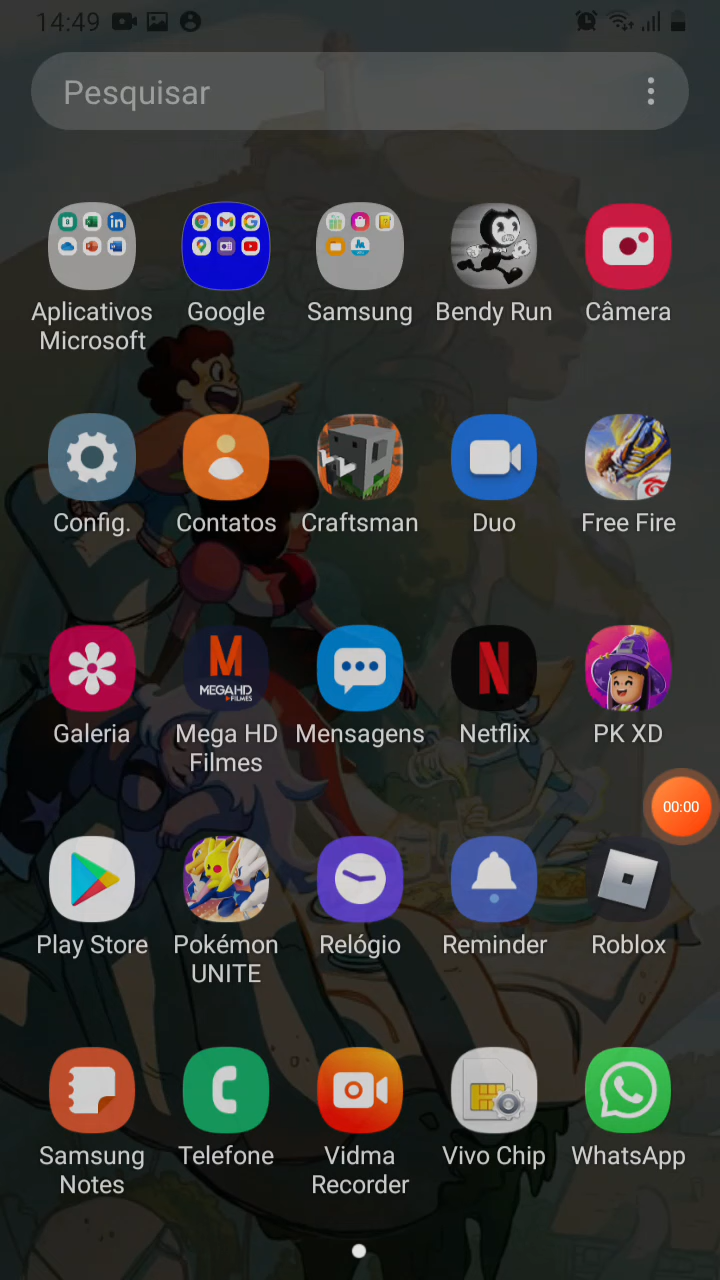 14:49
Pesquisar
Aplicativos
Microsoft
Google
Samsung
Bendy Run
Câmera
Config.
Contatos
Craftsman
Duo
Free Fire
Galeria
M
MEGAHD
FILMES
Mega HD
Filmes
Mensagens
N
Netflix
PK XD
00:00
Play Store
Pokémon
UNITE
Relógio
Reminder
Roblox
Samsung
Notes
Telefone
Vidma
Recorder
Vivo Chip
WhatsApp